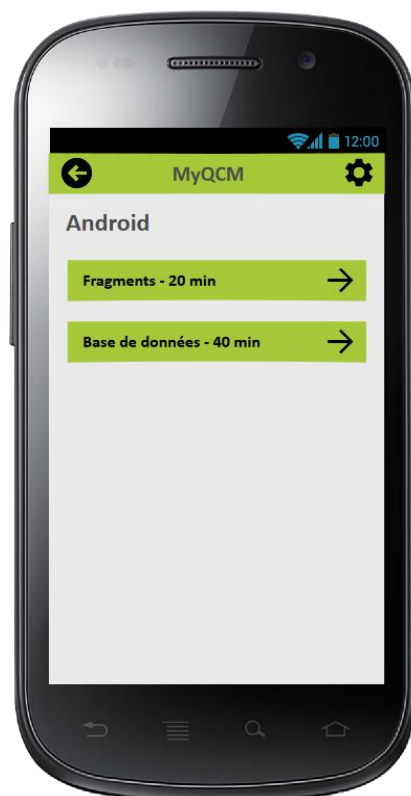 12:00
MyQCM
Android
Fragments - 20 min
Base de données - 40 min